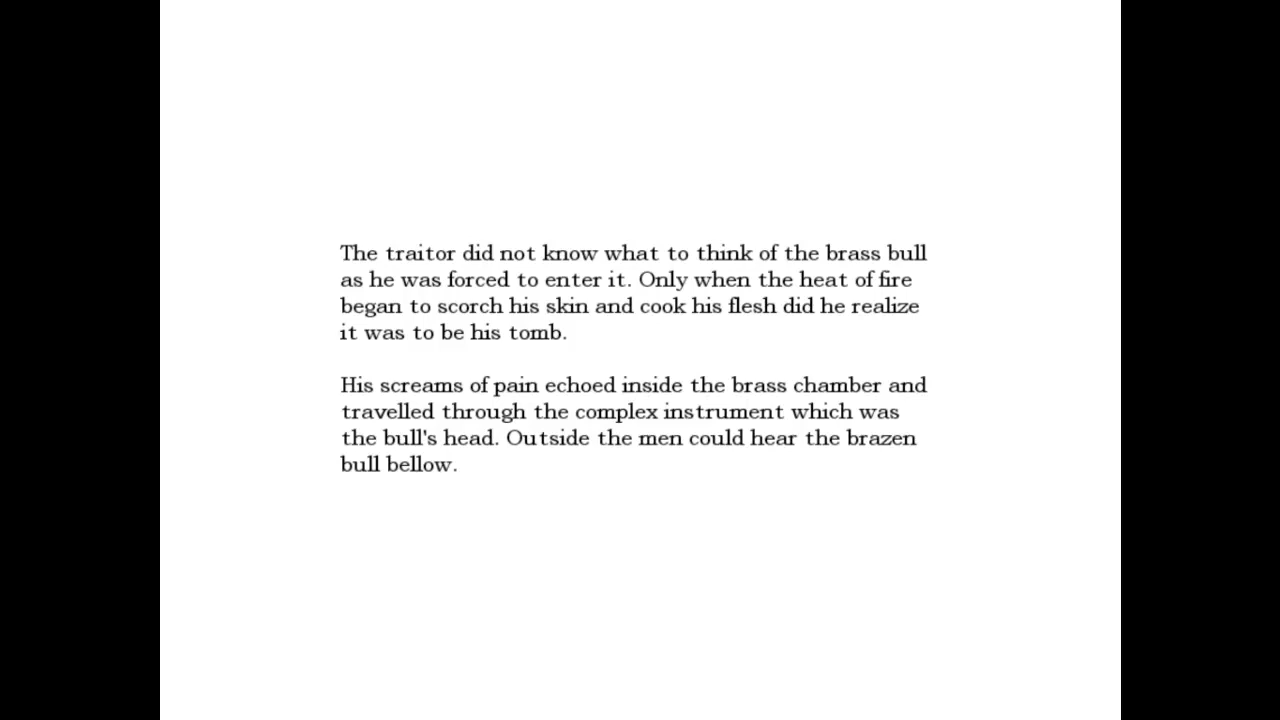 The traitor did not know what to think of the brass bull
as he was forced to enter it. Only when the heat of fire
began to scorch his skin and cook his flesh did he realize
it was to be his tomb.
His screams of pain echoed inside the brass chamber and
travelled through the complex instrument which was
the bull's head. Outside the men could hear the brazen
bull bellow.